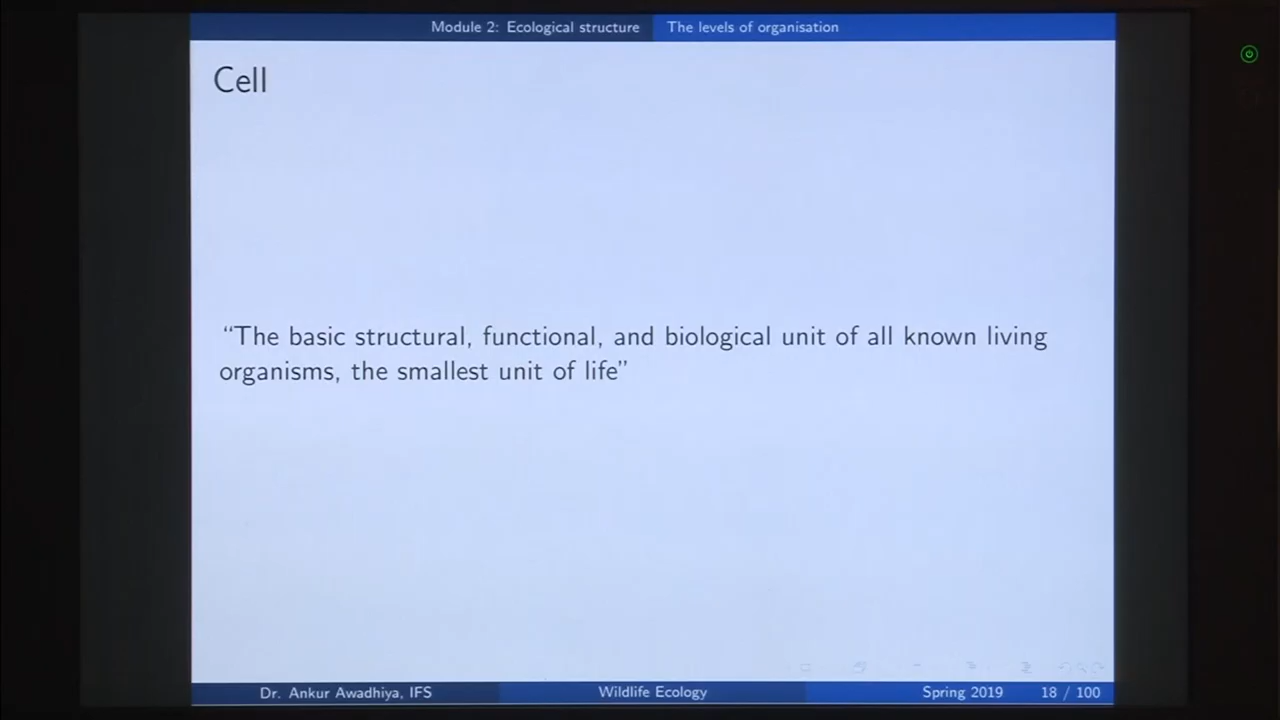 Module 2: Ecological structure The levels of organisation
Cell
“The basic structural, functional, and biological unit of all known living
organisms, the smallest unit of life”
Dr. Ankur Awadhiya, IFS Wildlife Ecology Spring 2019 18 / 100